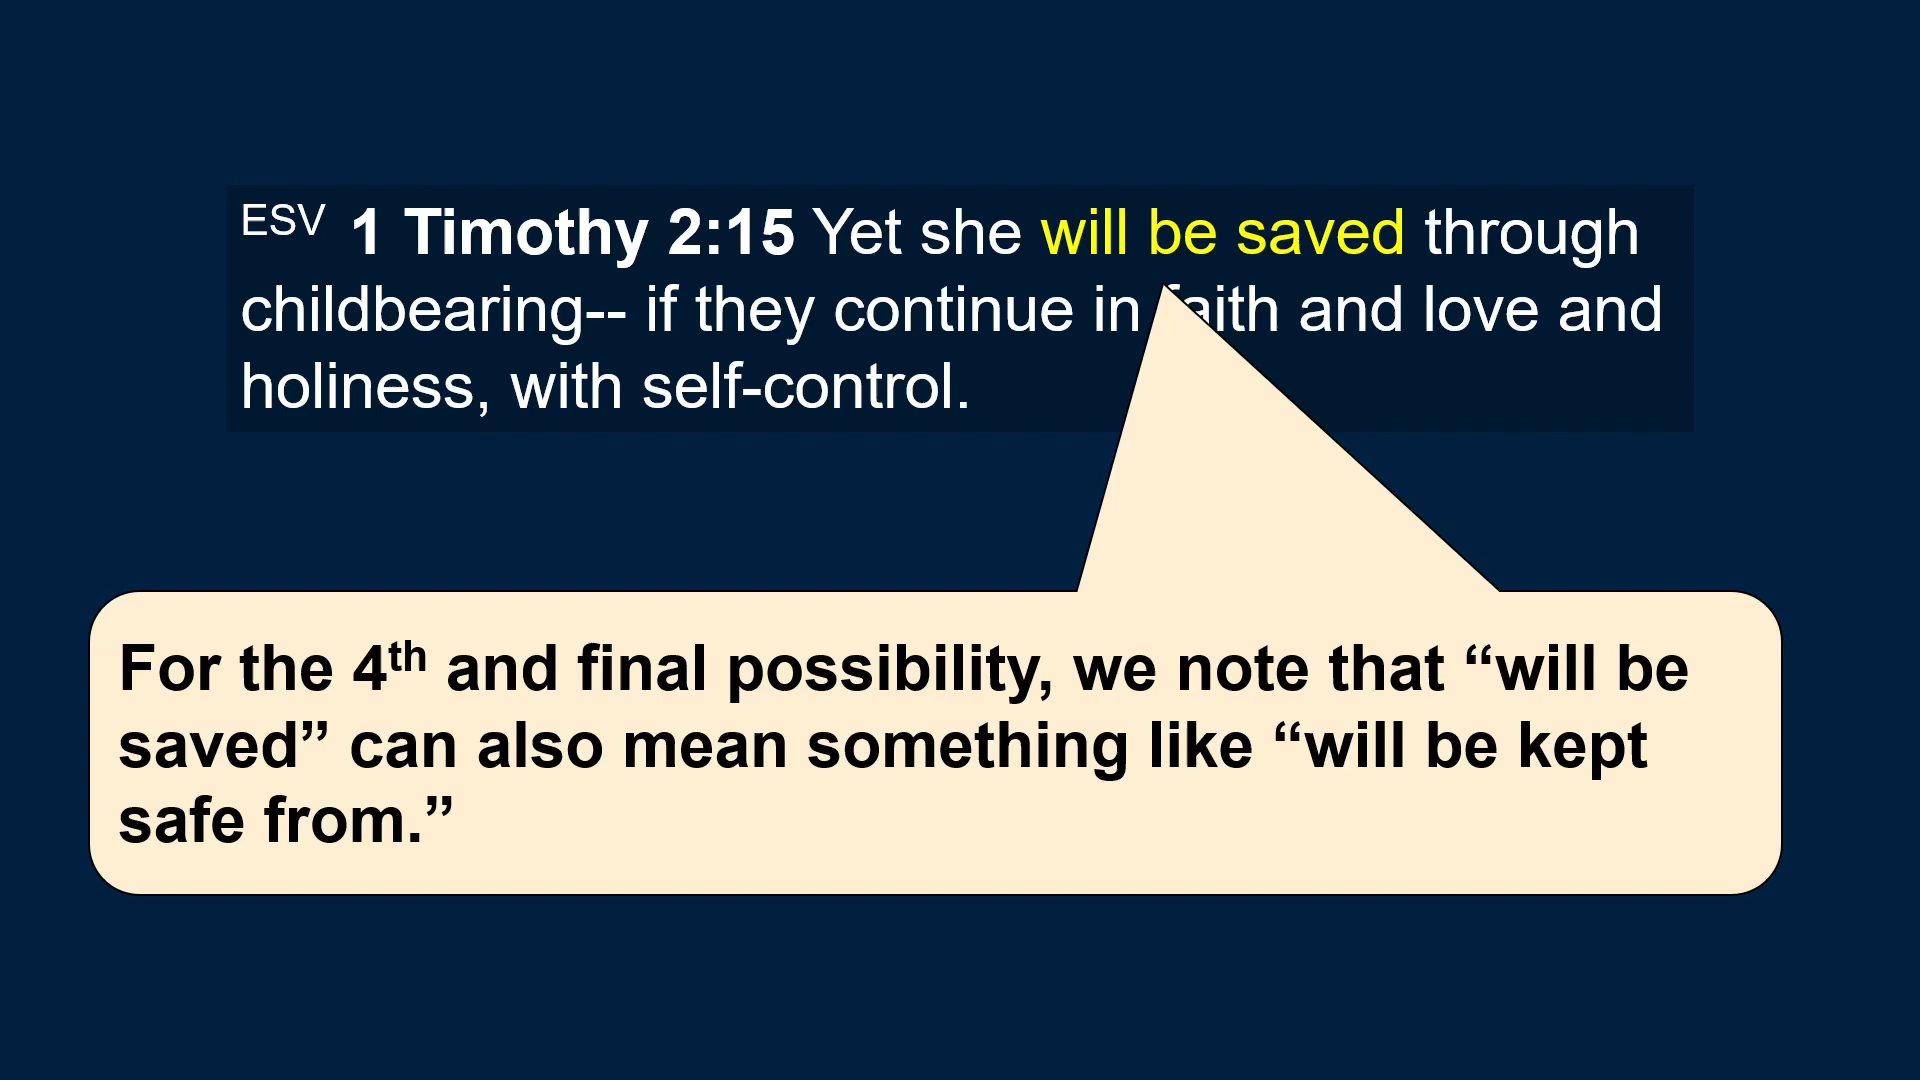 ESV 1 Timothy 2:15 Yet she will be saved through
childbearing-- if they continue in faith and love and
holiness, with self-control.
For the 4th and final possibility, we note that “will be
saved” can also mean something like “will be kept
safe from.”